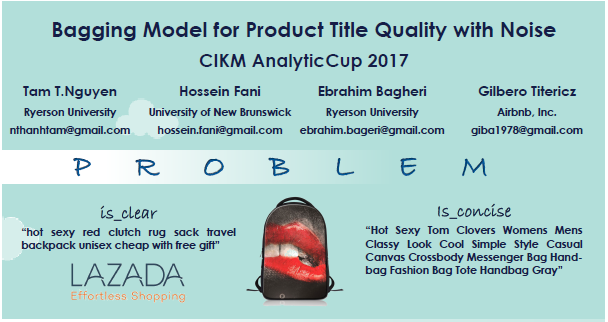 Bagging Model for Product Title Quality with Noise
CIKM AnalyticCup 2017
Tam T.Nguyen
Ryerson University
nthanhtam@gmail.com
Hossein Fani
University of New Brunswick
hossein.fani@gmail.com
Ebrahim Bagheri
Ryerson University
ebrahim.bageri@gmail.com
Gilbero Titericz
Airbnb, Inc.
giba1978@gmail.com
P R O B L E M
is_clear
"hot sexy red clutch rug sack travel
backpack unisex cheap with free gift"
LAZADA
Effortless Shopping
Is_concise
“Hot Sexy Tom Clovers Womens Mens
Classy Look Cool Simple Style Casual
Canvas Crossbody Messenger Bag Hand-
bag Fashion Bag Tote Handbag Gray”